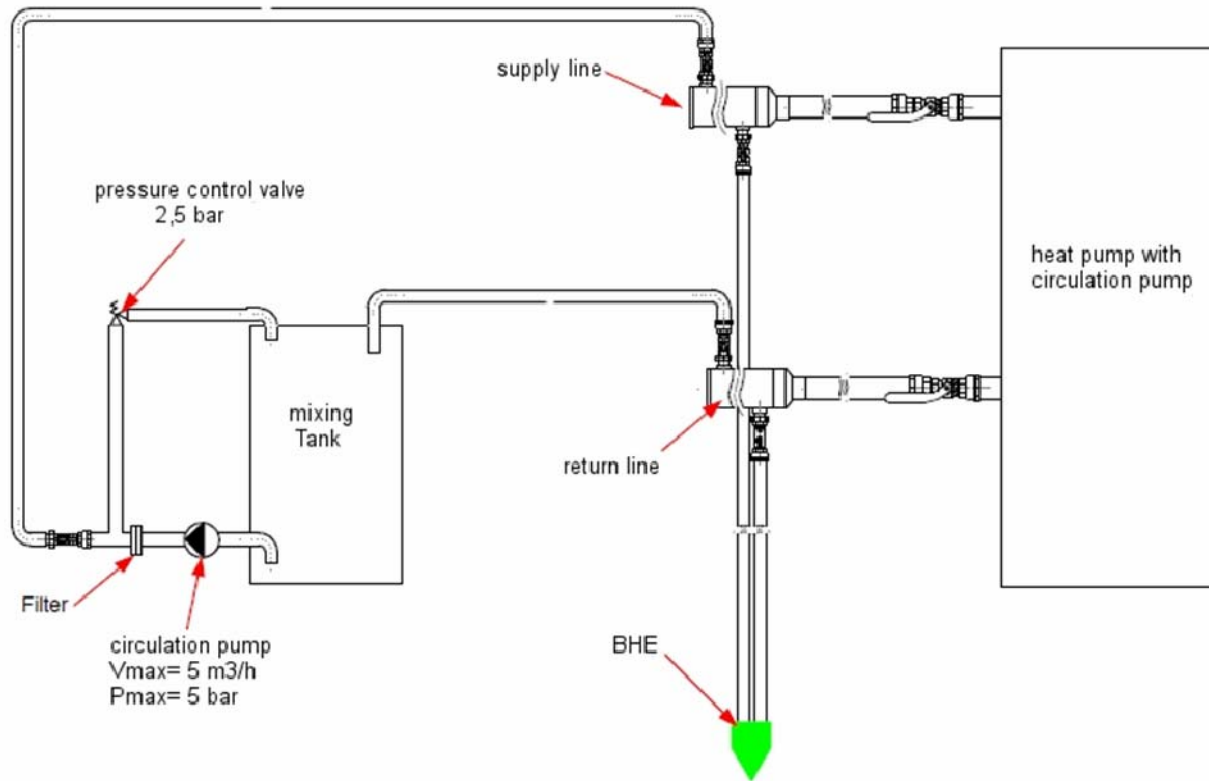 supply line
pressure control valve
2,5 bar
heat pump with
circulation pump
mixing
Tank
return line
Filter
circulation pump
Vmax= 5 m3/h
Pmax= 5 bar
BHE